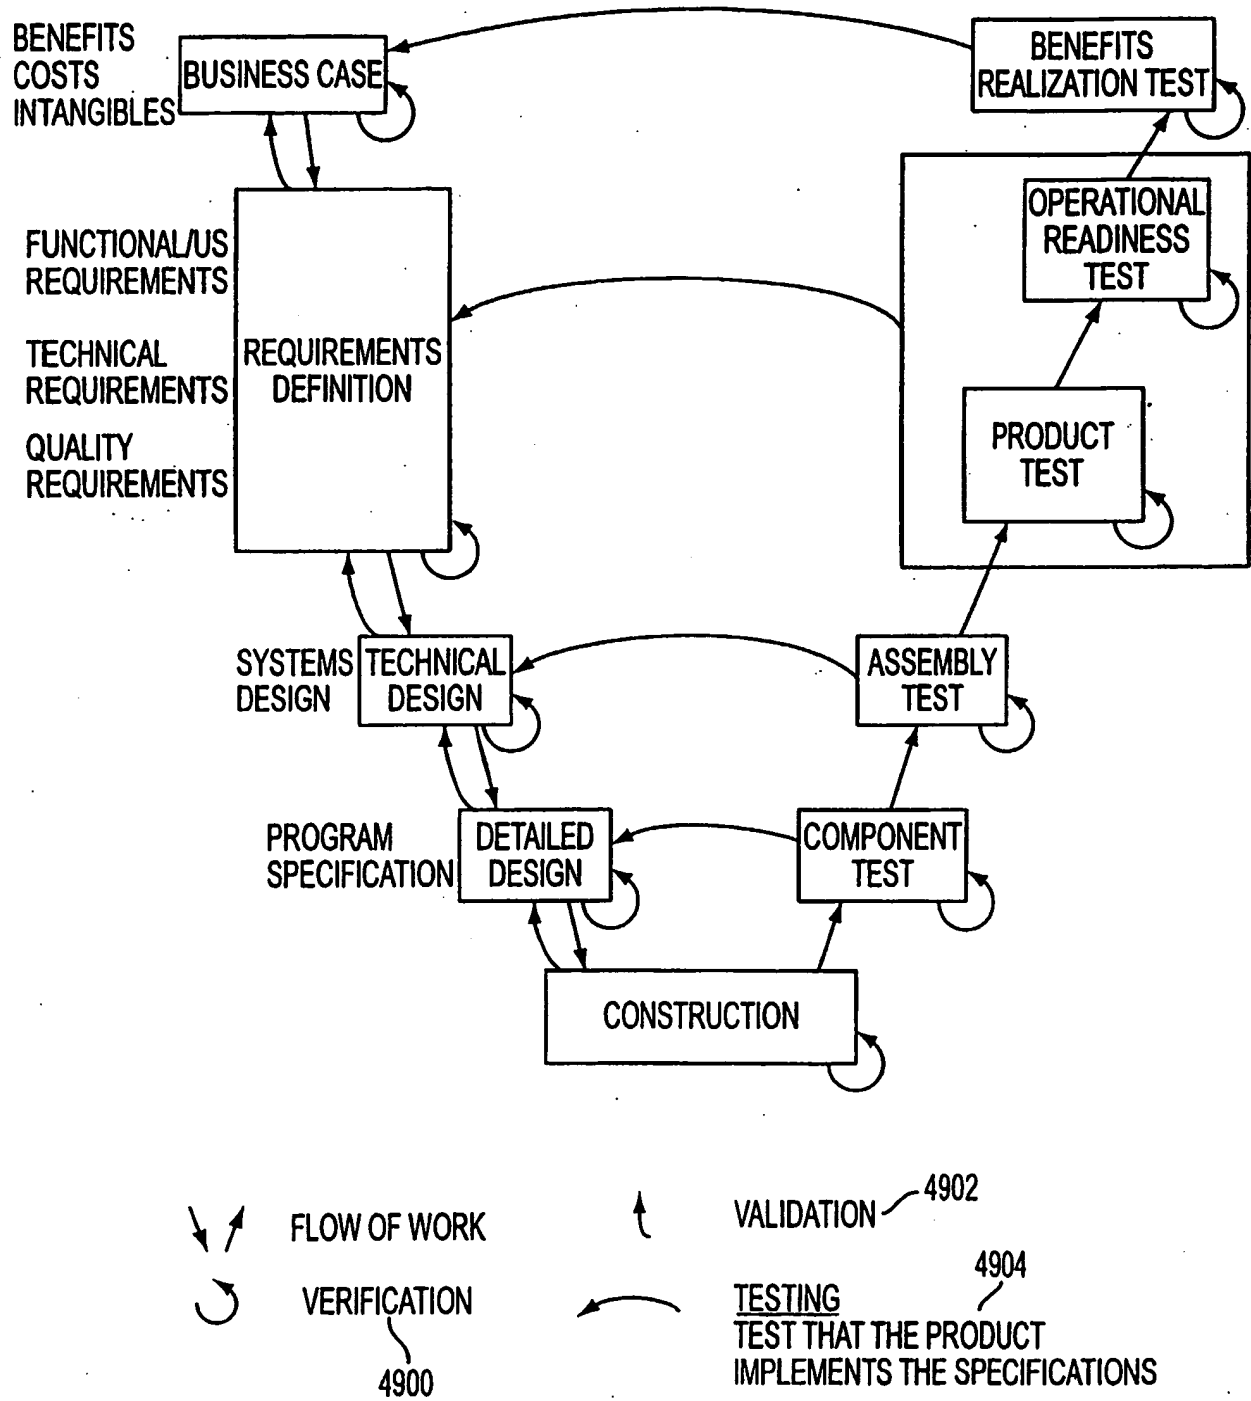 BENEFITS
COSTS
INTANGIBLES
BUSINESS CASE
BENEFITS
REALIZATION TEST
OPERATIONAL
READINESS
TEST
FUNCTIONAL/US
REQUIREMENTS
TECHNICAL
REQUIREMENTS
QUALITY
REQUIREMENTS
REQUIREMENTS
DEFINITION
PRODUCT
TEST
SYSTEMS
DESIGN
TECHNICAL
DESIGN
ASSEMBLY
TEST
PROGRAM
SPECIFICATION
DETAILED
DESIGN
COMPONENT
TEST
CONSTRUCTION
FLOW OF WORK
VALIDATION
4902
VERIFICATION
4900
4904
TESTING
TEST THAT THE PRODUCT
IMPLEMENTS THE SPECIFICATIONS